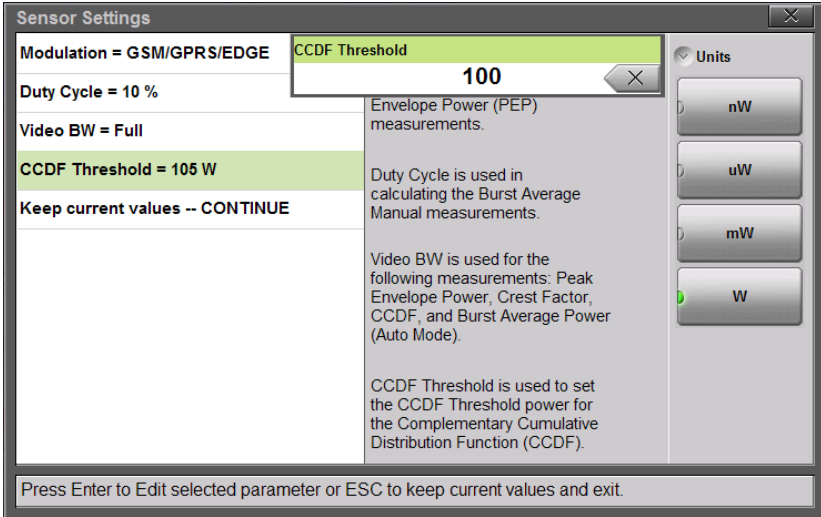 Sensor Settings
Modulation = GSM/GPRS/EDGE
Duty Cycle = 10 %
Video BW = Full
CCDF Threshold = 105 W
Keep current values -- CONTINUE
CCDF Threshold
100
Envelope Power (PEP)
measurements.
Duty Cycle is used in
calculating the Burst Average
Manual measurements.
Video BW is used for the
following measurements: Peak
Envelope Power, Crest Factor,
CCDF, and Burst Average Power
(Auto Mode).
CCDF Threshold is used to set
the CCDF Threshold power for
the Complementary Cumulative
Distribution Function (CCDF).
Units
nW
uW
mW
W
Press Enter to Edit selected parameter or ESC to keep current values and exit.